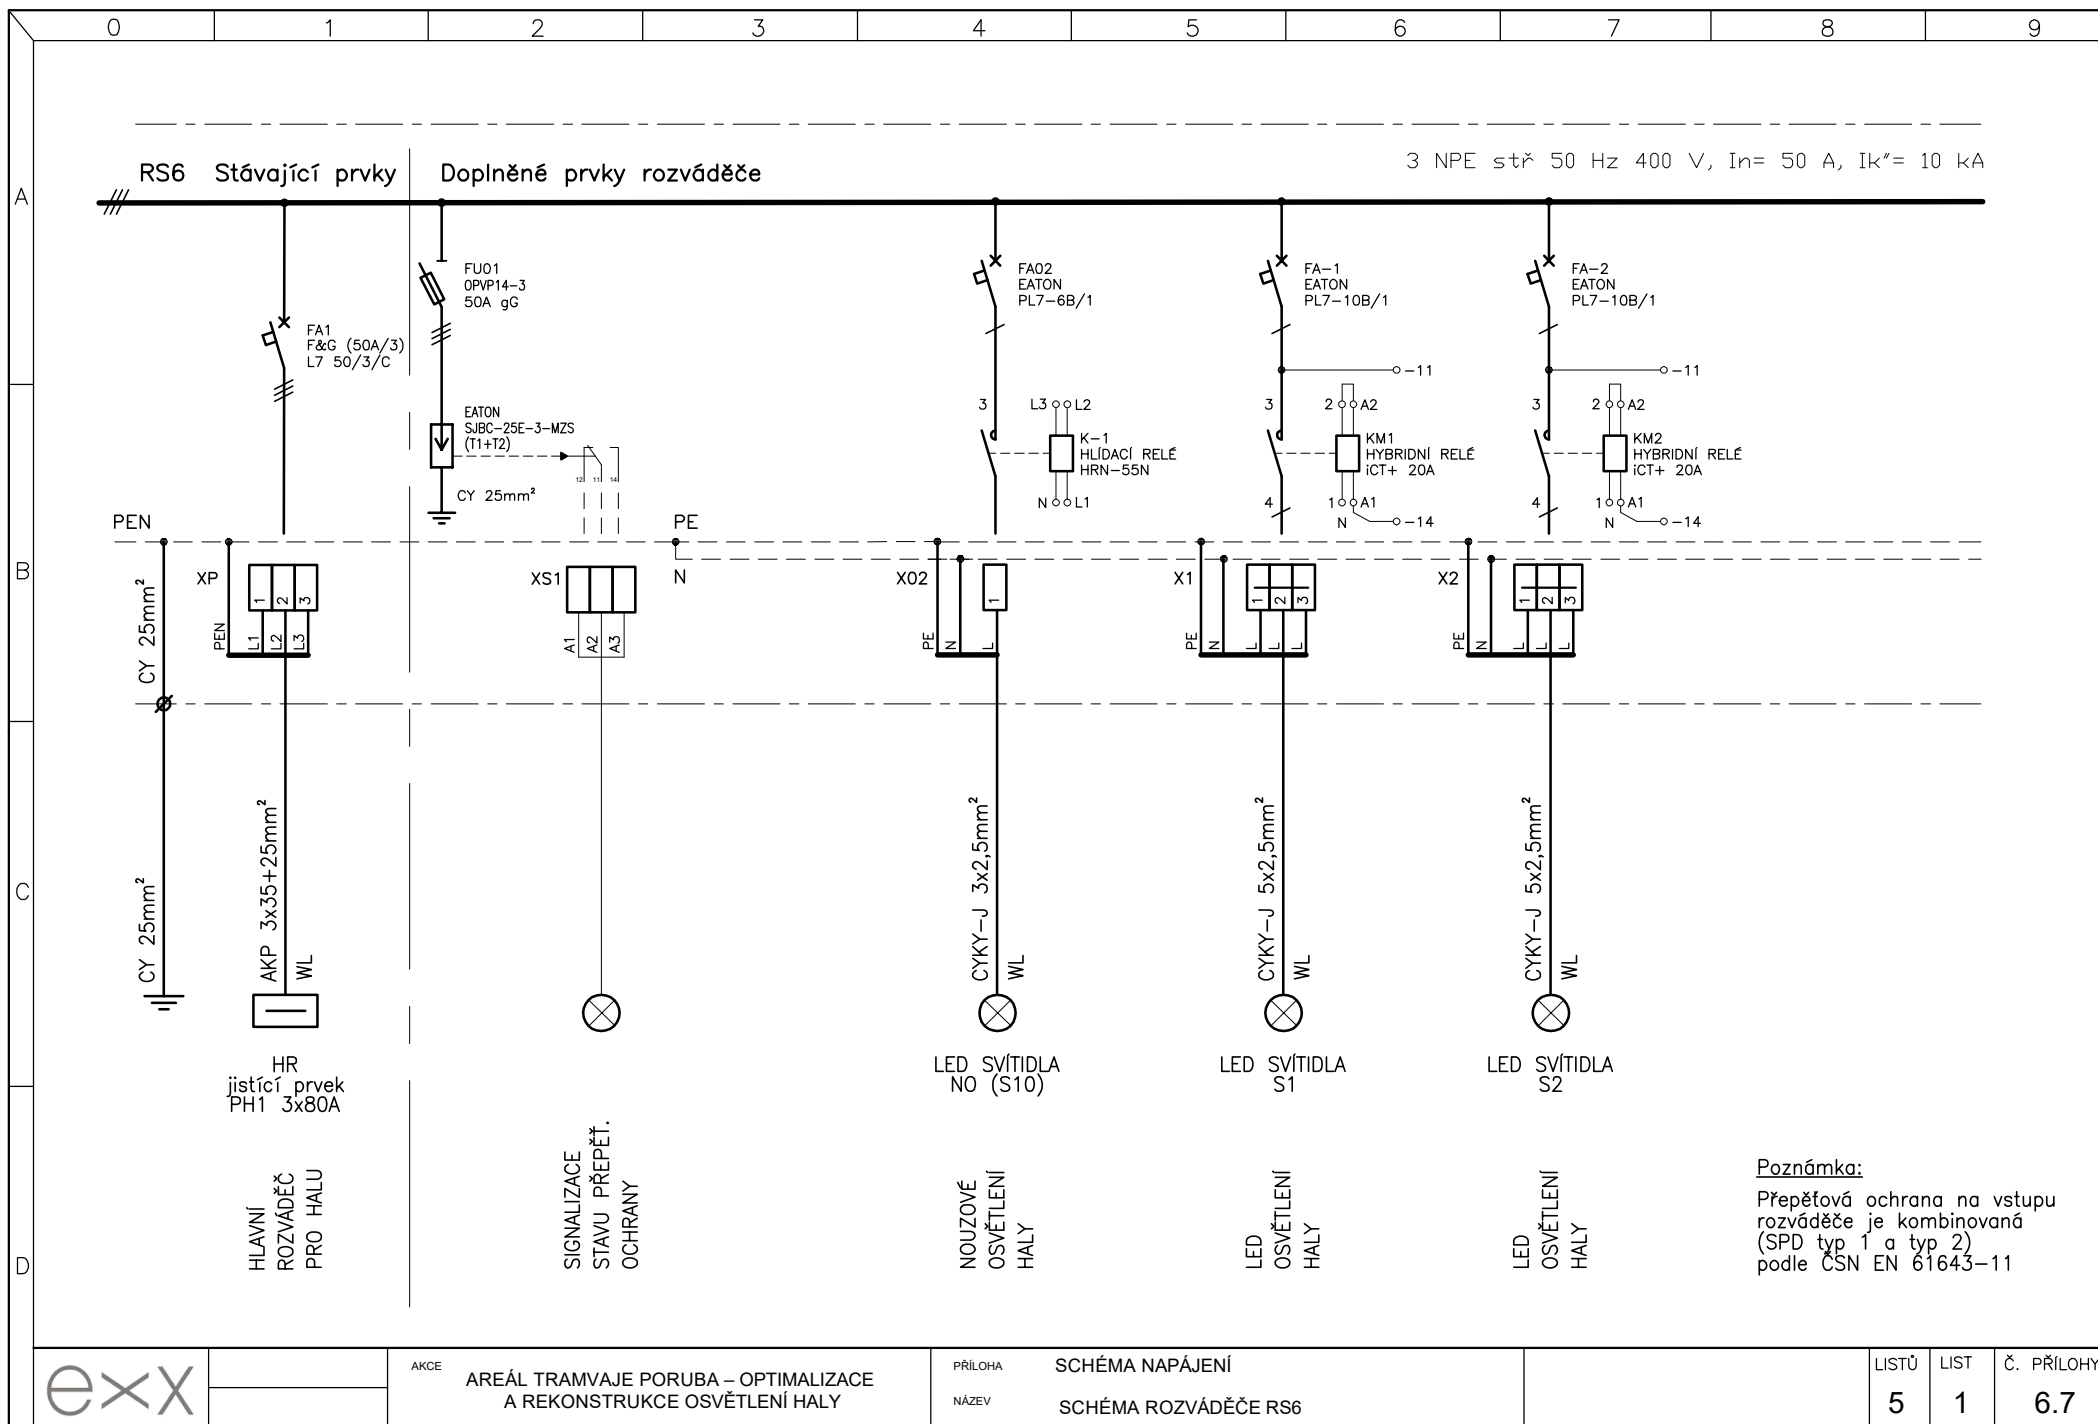 0 1 2 3 4 5 6 7 8 9
A
B
C
D
RS6 Stávající prvky
Doplněné prvky rozváděče
3 NPE stř 50 Hz 400 V, In= 50 A, Ik"= 10 kA
FA1
F&G (50A/3)
L7 50/3/C
FU01
OPVP14-3
50A gG
EATON
SJBC-25E-3-MZS
(T1+T2)
12 11 14
CY 25mm²
FA02
EATON
PL7-6B/1
3
L3 L2
K-1
HLÍDACÍ RELÉ
HRN-55N
N L1
FA-1
EATON
PL7-10B/1
-11
3
2 A2
KM1
HYBRIDNÍ RELÉ
iCT+ 20A
4
1 A1
N -14
FA-2
EATON
PL7-10B/1
-11
3
2 A2
KM2
HYBRIDNÍ RELÉ
iCT+ 20A
4
1 A1
N -14
PEN
PE
N
CY 25mm²
CY 25mm²
XP
1 2 3
PEN L1 L2 L3
AKP 3x35+25mm²
WL
HR
jistící prvek
PH1 3x80A
HLAVNÍ
ROZVÁDĚČ
PRO HALU
XS1
A1 A2 A3
SIGNALIZACE
STAVU PŘEPĚŤ.
OCHRANY
X02
1
PE N L
CYKY-J 3x2,5mm²
WL
LED SVÍTIDLA
NO (S10)
NOUZOVÉ
OSVĚTLENÍ
HALY
X1
1 2 3
PE N L L L
CYKY-J 5x2,5mm²
WL
LED SVÍTIDLA
S1
LED
OSVĚTLENÍ
HALY
X2
1 2 3
PE N L L L
CYKY-J 5x2,5mm²
WL
LED SVÍTIDLA
S2
LED
OSVĚTLENÍ
HALY
Poznámka:
Přepěťová ochrana na vstupu
rozváděče je kombinovaná
(SPD typ 1 a typ 2)
podle ČSN EN 61643-11
exx
AKCE
AREÁL TRAMVAJE PORUBA – OPTIMALIZACE
A REKONSTRUKCE OSVĚTLENÍ HALY
PŘÍLOHA SCHÉMA NAPÁJENÍ
NÁZEV SCHÉMA ROZVÁDĚČE RS6
LISTŮ LIST Č. PŘÍLOHY
5 1 6.7